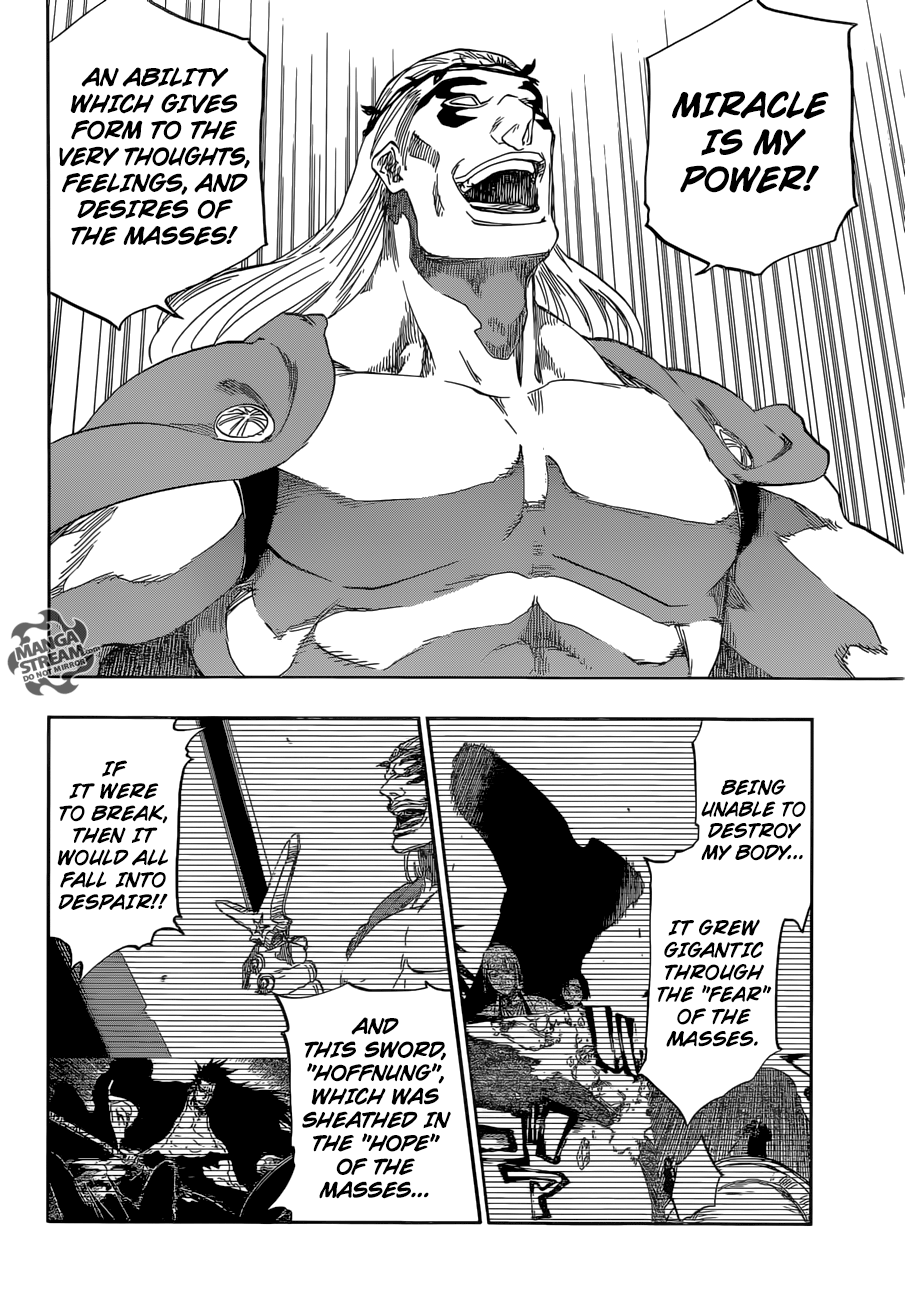 MIRACLE
IS MY
POWER!
AN ABILITY
WHICH GIVES
FORM TO THE
VERY THOUGHTS,
FEELINGS, AND
DESIRES OF
THE MASSES!
MANGA
STREAM.com
DO NOT MIRROR
BEING
UNABLE TO
DESTROY
MY BODY...
IT GREW
GIGANTIC
THROUGH
THE "FEAR"
OF THE
MASSES.
AND
THIS SWORD,
"HOFFNUNG",
WHICH WAS
SHEATHED IN
THE "HOPE"
OF THE
MASSES...
IF
IT WERE
TO BREAK,
THEN IT
WOULD ALL
FALL INTO
DESPAIR!!